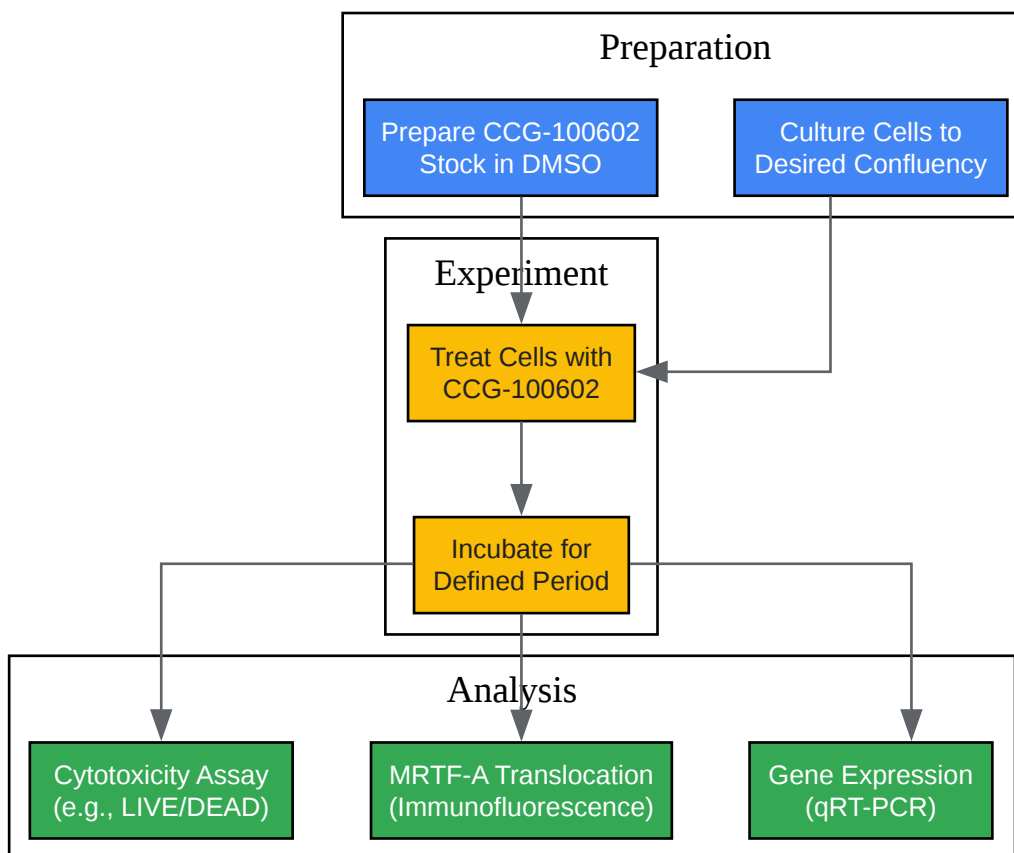 Preparation
Prepare CCG-100602
Stock in DMSO
Culture Cells to
Desired Confluency
Experiment
Treat Cells with
CCG-100602
Incubate for
Defined Period
Analysis
Cytotoxicity Assay
(e.g., LIVE/DEAD)
MRTF-A Translocation
(Immunofluorescence)
Gene Expression
(qRT-PCR)